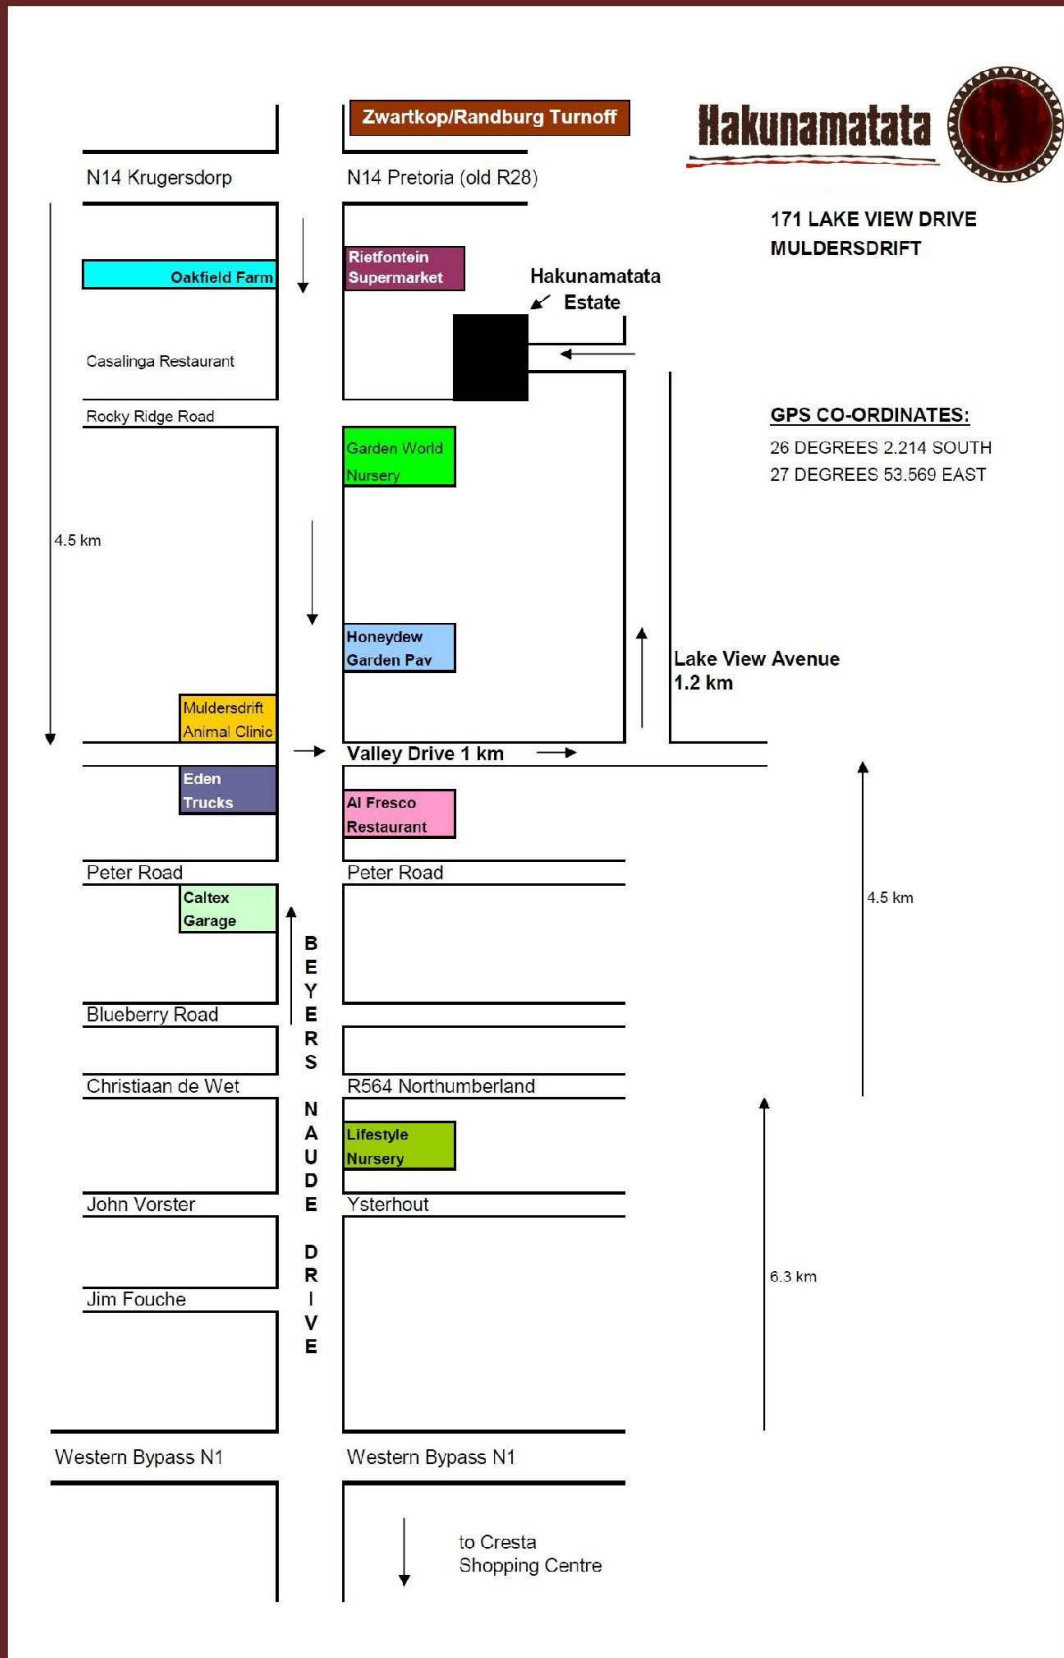 Zwartkop/Randburg Turnoff
Hakunamatata
N14 Krugersdorp
N14 Pretoria (old R28)
171 LAKE VIEW DRIVE
MULDERSDRIFT
Oakfield Farm
Rietfontein
Supermarket
Hakunamatata
Estate
Casalinga Restaurant
Rocky Ridge Road
GPS CO-ORDINATES:
26 DEGREES 2.214 SOUTH
27 DEGREES 53.569 EAST
Garden World
Nursery
4.5 km
Honeydew
Garden Pav
Lake View Avenue
1.2 km
Muldersdrift
Animal Clinic
Valley Drive 1 km
Eden
Trucks
Al Fresco
Restaurant
Peter Road
Peter Road
Caltex
Garage
4.5 km
BEYERS NAUDE DRIVE
Blueberry Road
Christiaan de Wet
R564 Northumberland
Lifestyle
Nursery
John Vorster
Ysterhout
6.3 km
Jim Fouche
Western Bypass N1
Western Bypass N1
to Cresta
Shopping Centre